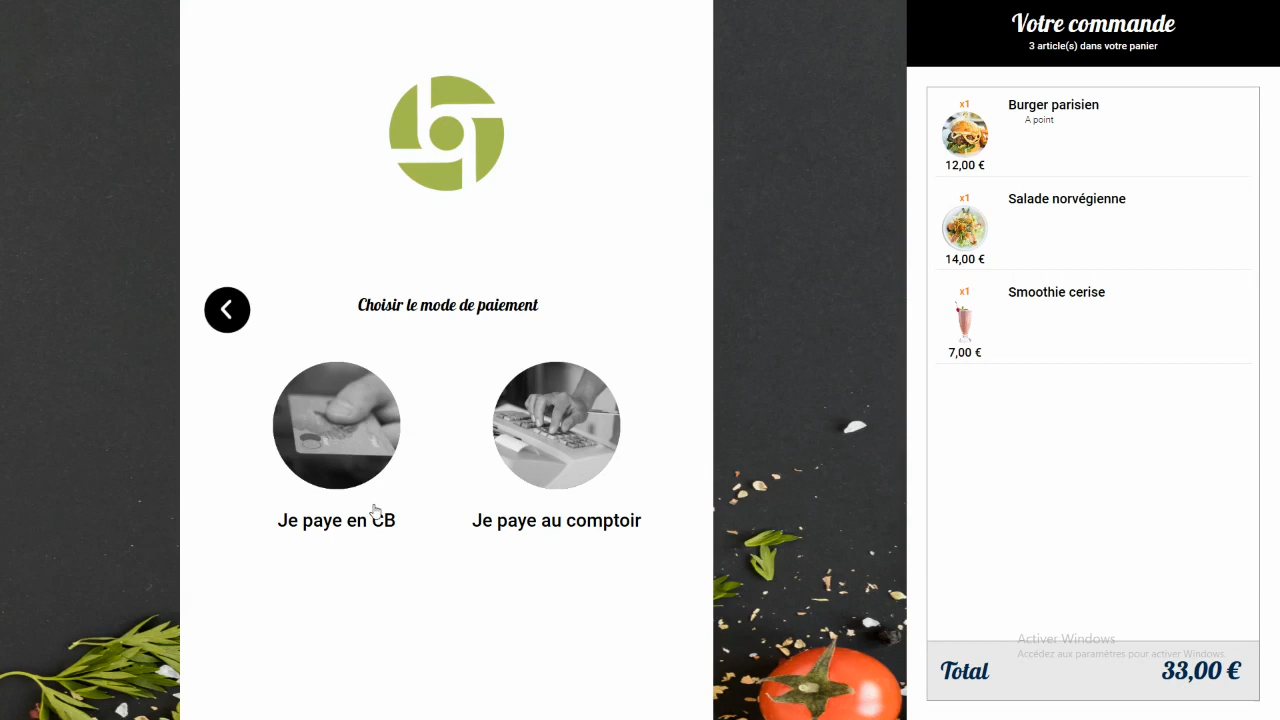 Choisir le mode de paiement
Je paye en CB
Je paye au comptoir
Votre commande
3 article(s) dans votre panier
x1
Burger parisien
A point
12,00 €
x1
Salade norvégienne
14,00 €
x1
Smoothie cerise
7,00 €
Activer Windows
Accédez aux paramètres pour activer Windows.
Total 33,00 €